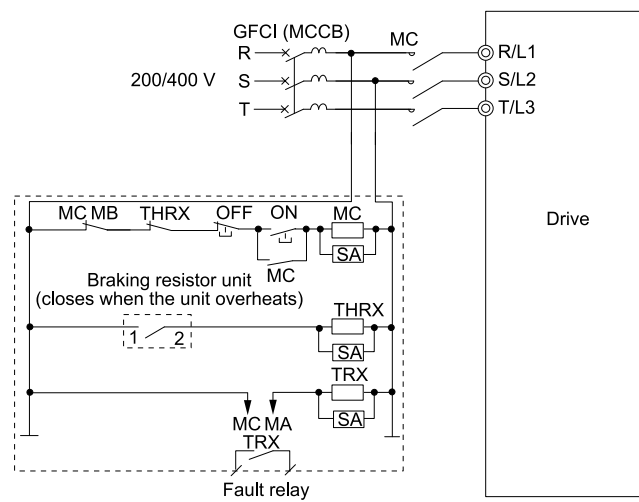 GFCI (MCCB)
MC
R
R/L1
200/400 V
S
S/L2
T
T/L3
MC MB
THRX
OFF
ON
MC
SA
MC
Drive
Braking resistor unit
(closes when the unit overheats)
THRX
1
2
SA
TRX
SA
MC MA
TRX
Fault relay